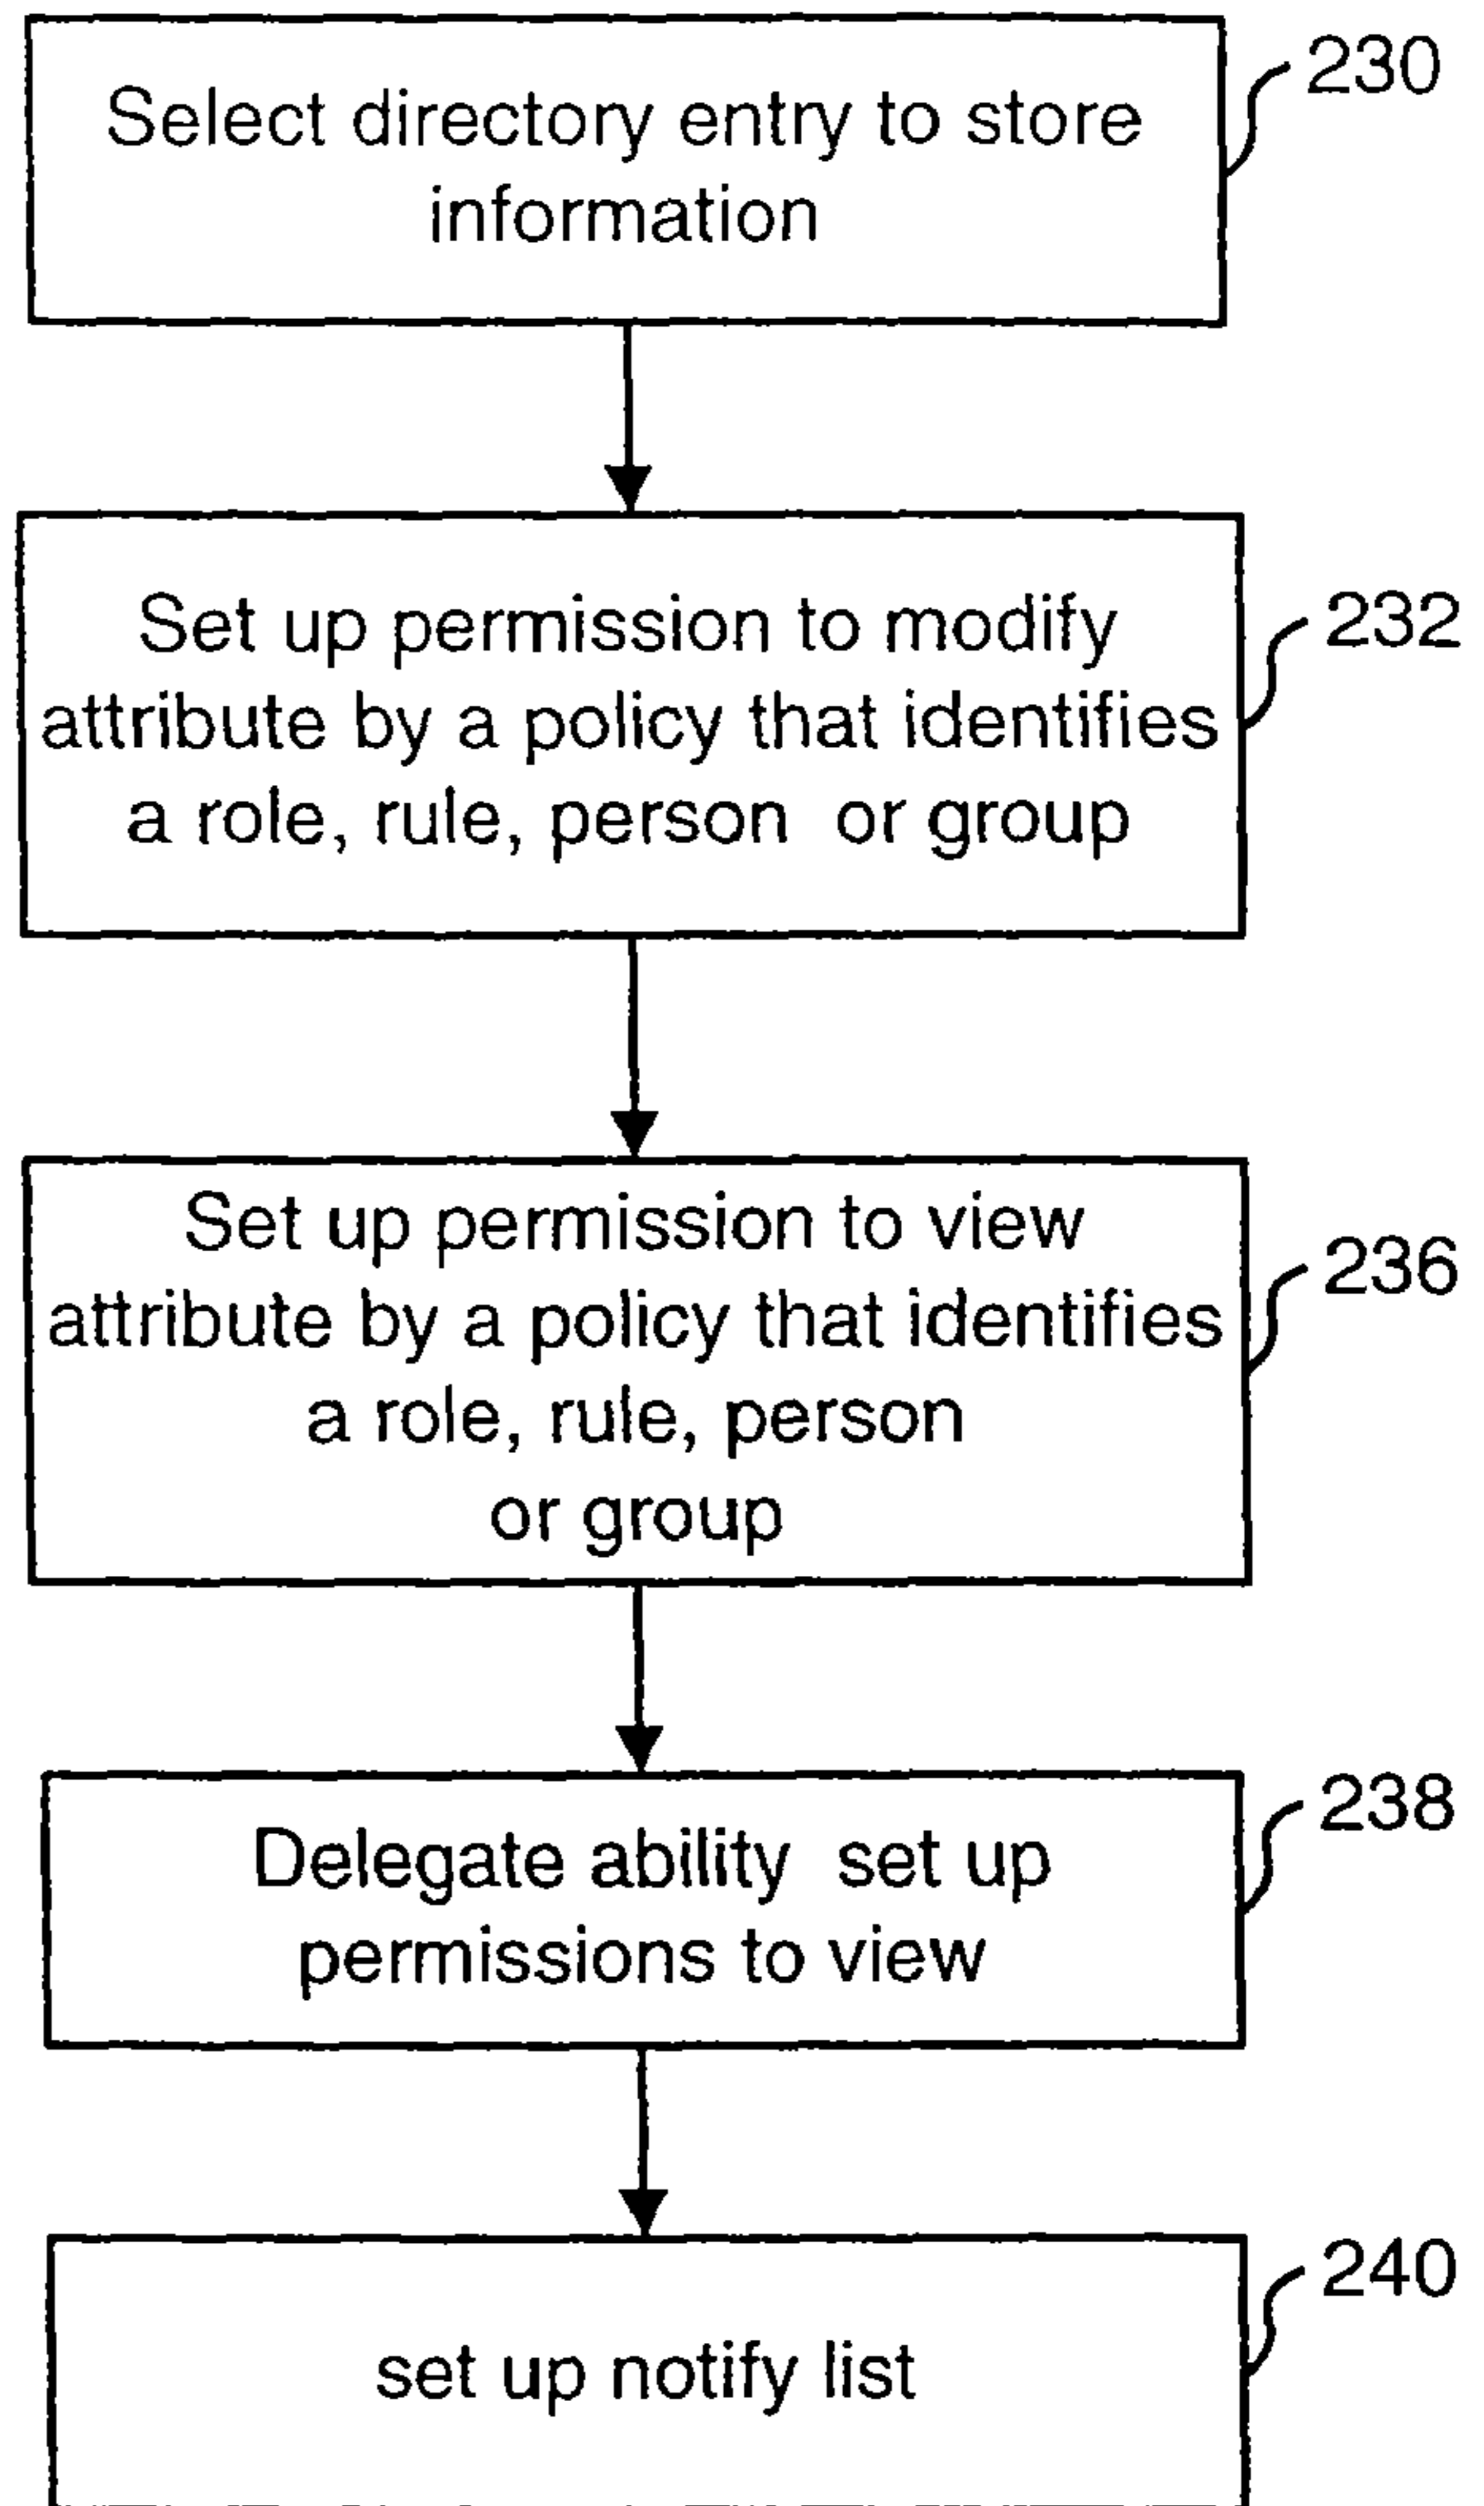 Select directory entry to store
information
230
Set up permission to modify
attribute by a policy that identifies
a role, rule, person or group
232
Set up permission to view
attribute by a policy that identifies
a role, rule, person
or group
236
Delegate ability set up
permissions to view
238
set up notify list
240